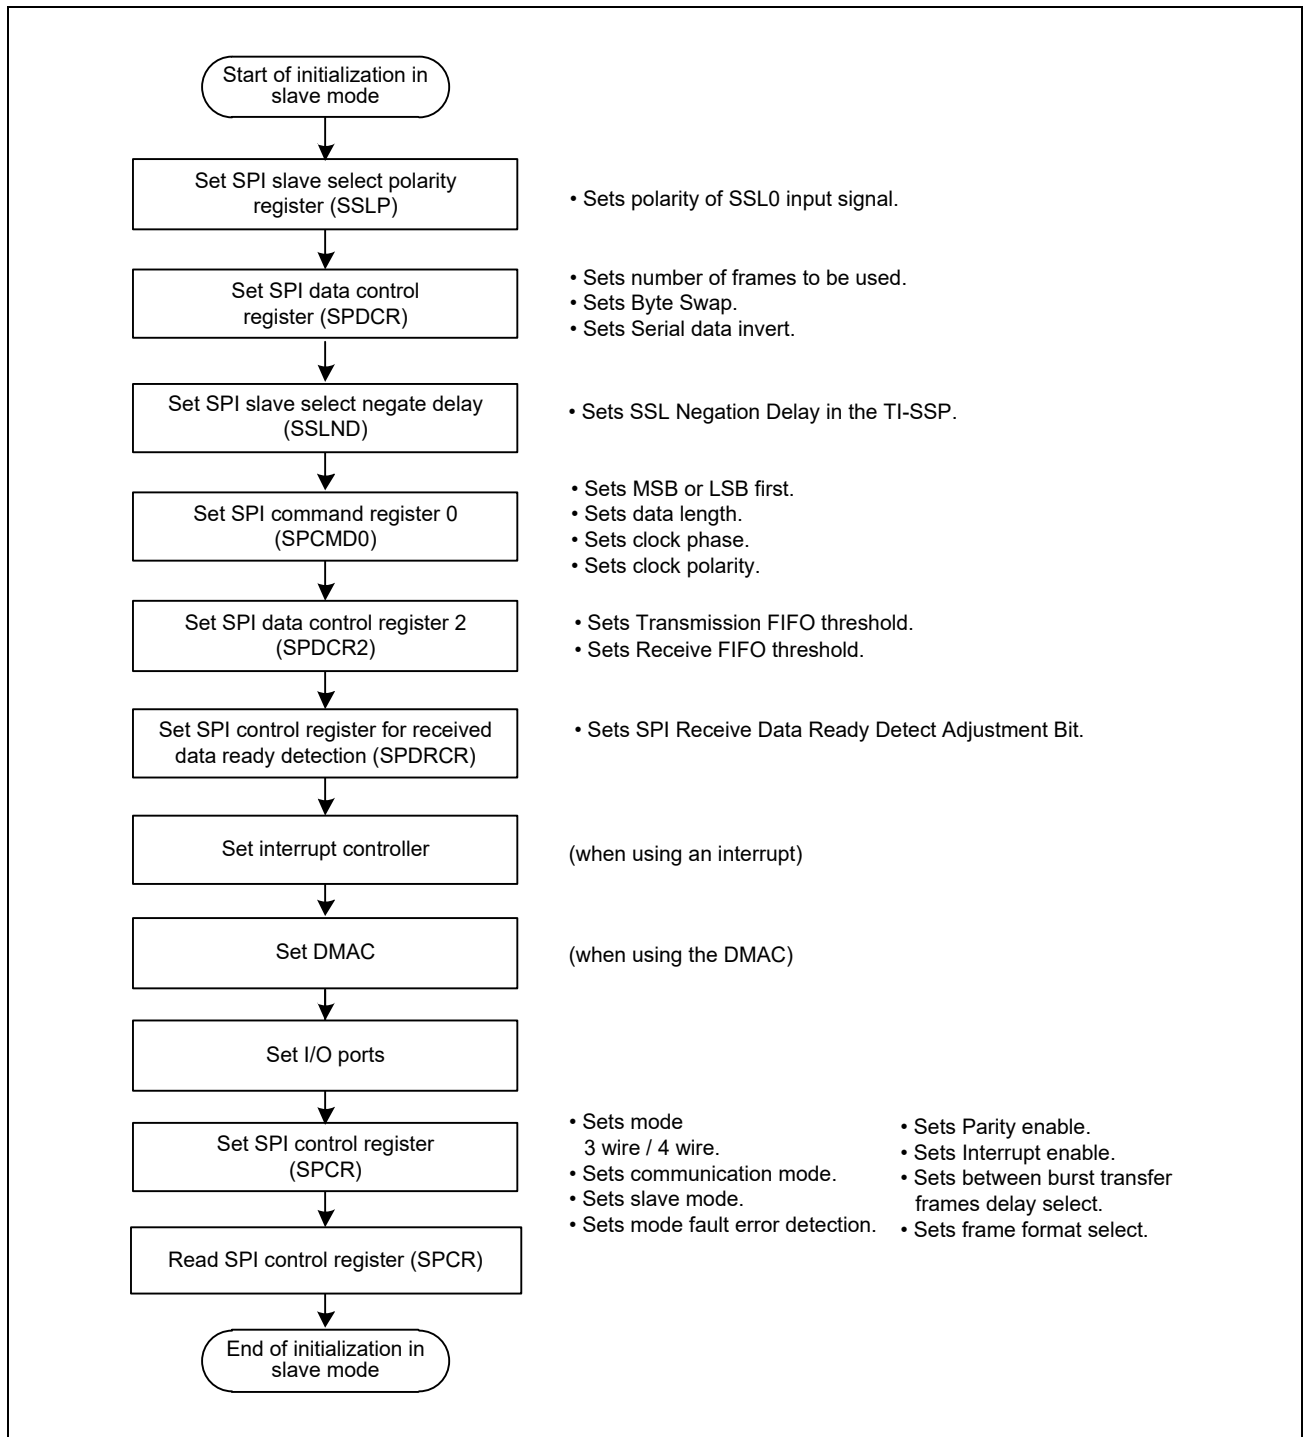 Start of initialization in
slave mode
Set SPI slave select polarity
register (SSLP)
• Sets polarity of SSL0 input signal.
Set SPI data control
register (SPDCR)
• Sets number of frames to be used.
• Sets Byte Swap.
• Sets Serial data invert.
Set SPI slave select negate delay
(SSLND)
• Sets SSL Negation Delay in the TI-SSP.
Set SPI command register 0
(SPCMD0)
• Sets MSB or LSB first.
• Sets data length.
• Sets clock phase.
• Sets clock polarity.
Set SPI data control register 2
(SPDCR2)
• Sets Transmission FIFO threshold.
• Sets Receive FIFO threshold.
Set SPI control register for received
data ready detection (SPDRCR)
• Sets SPI Receive Data Ready Detect Adjustment Bit.
Set interrupt controller
(when using an interrupt)
Set DMAC
(when using the DMAC)
Set I/O ports
Set SPI control register
(SPCR)
• Sets mode
3 wire / 4 wire.
• Sets communication mode.
• Sets slave mode.
• Sets mode fault error detection.
• Sets Parity enable.
• Sets Interrupt enable.
• Sets between burst transfer
frames delay select.
• Sets frame format select.
Read SPI control register (SPCR)
End of initialization in
slave mode